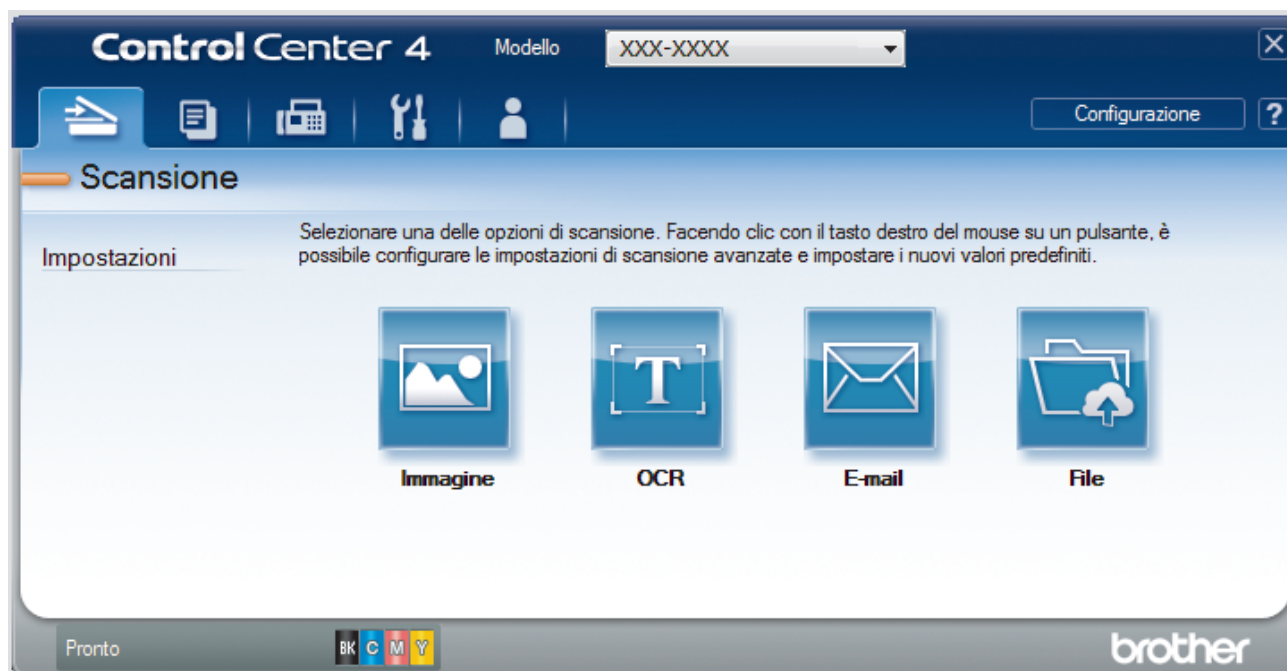 Control Center 4
Modello
XXX-XXXX
Configurazione
?
Scansione
Impostazioni
Selezionare una delle opzioni di scansione. Facendo clic con il tasto destro del mouse su un pulsante, è
possibile configurare le impostazioni di scansione avanzate e impostare i nuovi valori predefiniti.
T
Immagine
OCR
E-mail
File
Pronto
BK C M Y
brother